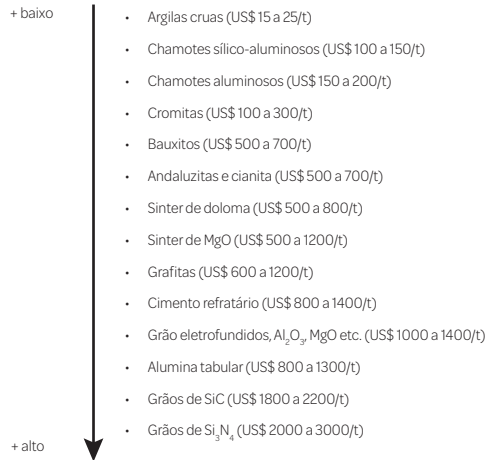 + baixo
• Argilas cruas (US$ 15 a 25/t)
• Chamotes sílico-aluminosos (US$ 100 a 150/t)
• Chamotes aluminosos (US$ 150 a 200/t)
• Cromitas (US$ 100 a 300/t)
• Bauxitos (US$ 500 a 700/t)
• Andaluzitas e cianita (US$ 500 a 700/t)
• Sinter de doloma (US$ 500 a 800/t)
• Sinter de MgO (US$ 500 a 1200/t)
• Grafitas (US$ 600 a 1200/t)
• Cimento refratário (US$ 800 a 1400/t)
• Grão eletrofundidos, Al₂O₃, MgO etc. (US$ 1000 a 1400/t)
• Alumina tabular (US$ 800 a 1300/t)
• Grãos de SiC (US$ 1800 a 2200/t)
• Grãos de Si₃N₄ (US$ 2000 a 3000/t)
+ alto